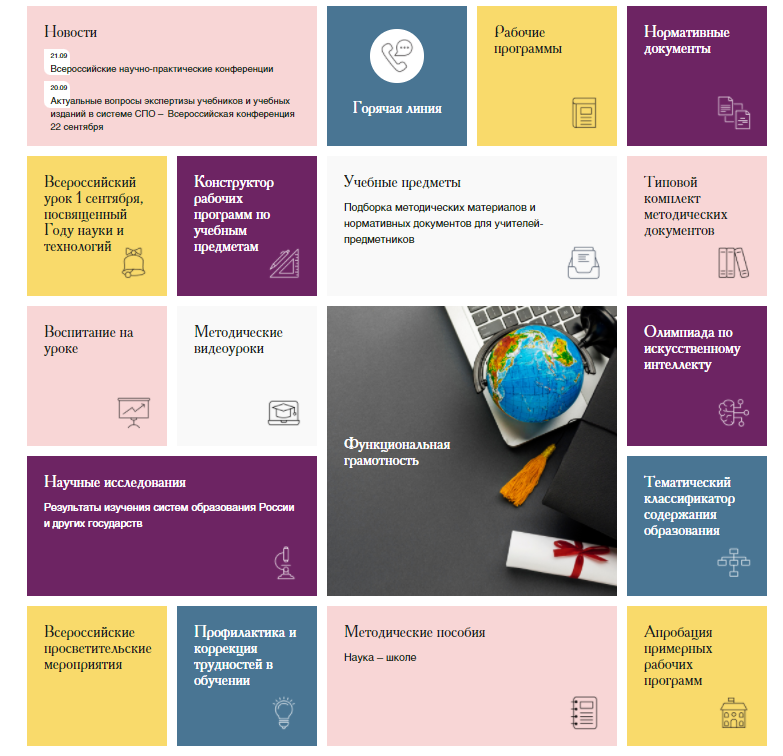 Новости
21.09
Всероссийские научно-практические конференции
20.09
Актуальные вопросы экспертизы учебников и учебных
изданий в системе СПО – Всероссийская конференция
22 сентября
Горячая линия
Рабочие
программы
Нормативные
документы
Всероссийский
урок 1 сентября,
посвященный
Году науки и
технологий
Конструктор
рабочих
программ по
учебным
предметам
Учебные предметы
Подборка методических материалов и
нормативных документов для учителей-
предметников
Типовой
комплект
методических
документов
Воспитание на
уроке
Методические
видеоуроки
Функциональная
грамотность
Олимпиада по
искусственному
интеллекту
Научные исследования
Результаты изучения систем образования России
и других государств
Тематический
классификатор
содержания
образования
Всероссийские
просветительские
мероприятия
Профилактика и
коррекция
трудностей в
обучении
Методические пособия
Наука – школе
Апробация
примерных
рабочих
программ